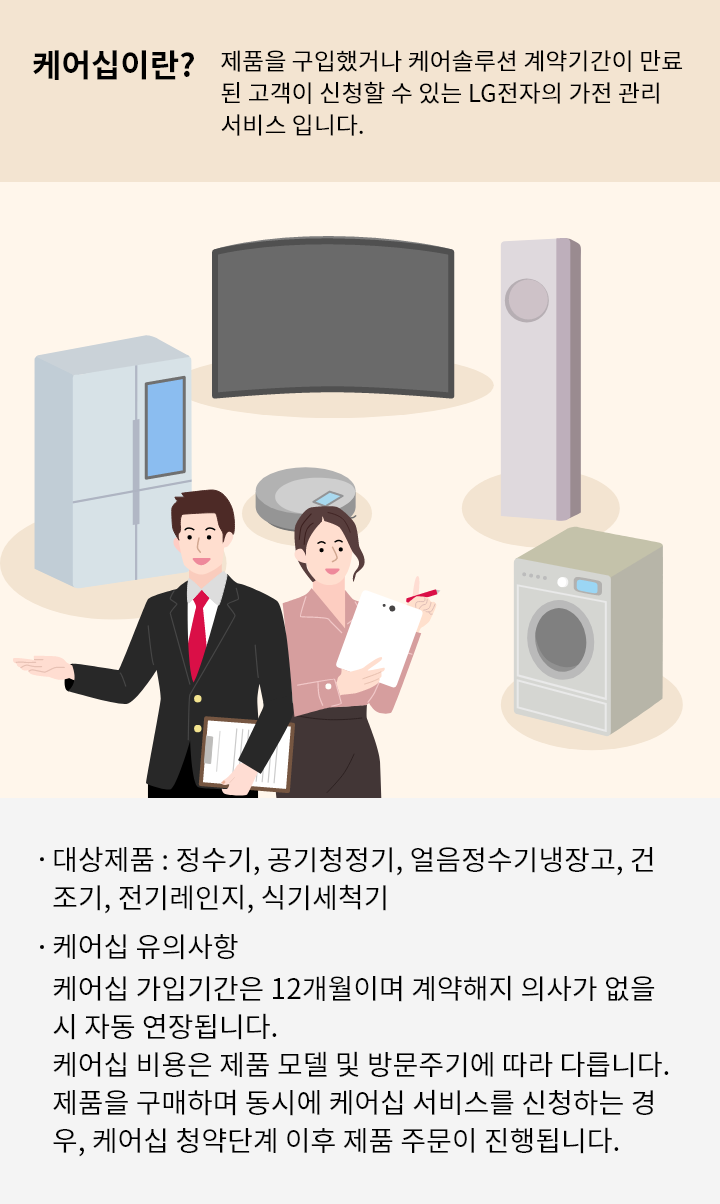 케어십이란?
제품을 구입했거나 케어솔루션 계약기간이 만료
된 고객이 신청할 수 있는 LG전자의 가전 관리
서비스 입니다.
· 대상제품 : 정수기, 공기청정기, 얼음정수기냉장고, 건
조기, 전기레인지, 식기세척기
· 케어십 유의사항
케어십 가입기간은 12개월이며 계약해지 의사가 없을
시 자동 연장됩니다.
케어십 비용은 제품 모델 및 방문주기에 따라 다릅니다.
제품을 구매하며 동시에 케어십 서비스를 신청하는 경
우, 케어십 청약단계 이후 제품 주문이 진행됩니다.